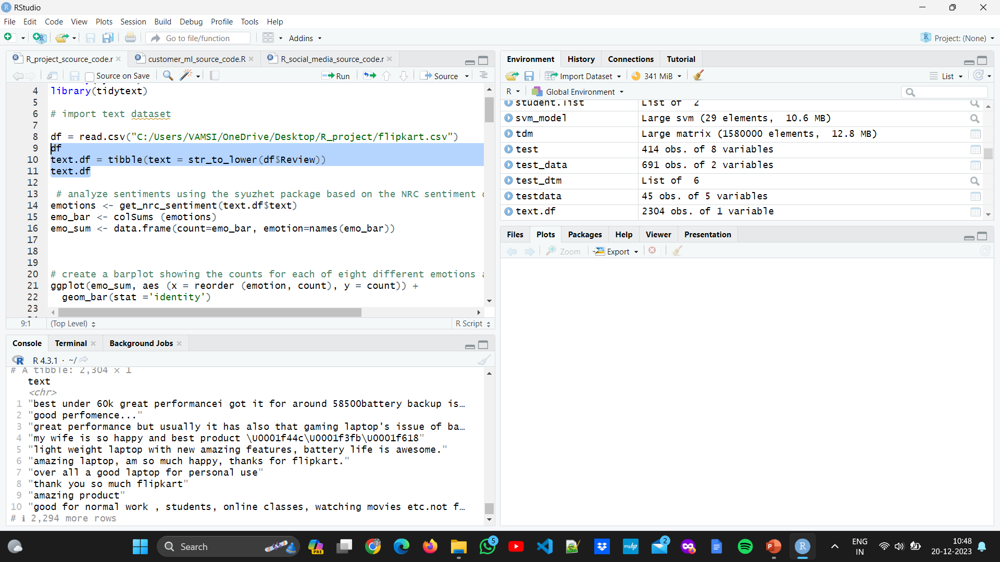 RStudio
File Edit Code View Plots Session Build Debug Profile Tools Help
Go to file/function Addins Project: (None)
R_project_scource_code.r customer_ml_source_code.R R_social_media_source_code.r
Source on Save Run Source
4 library(tidytext)
5
6 # import text dataset
7
8 df = read.csv("C:/Users/VAMSI/OneDrive/Desktop/R_project/flipkart.csv")
9 df
10 text.df = tibble(text = str_to_lower(df$Review))
11 text.df
12
13 # analyze sentiments using the syuzhet package based on the NRC sentiment
14 emotions <- get_nrc_sentiment(text.df$text)
15 emo_bar <- colSums (emotions)
16 emo_sum <- data.frame(count=emo_bar, emotion=names(emo_bar))
17
18
19
20 # create a barplot showing the counts for each of eight different emotions
21 ggplot(emo_sum, aes (x = reorder (emotion, count), y = count)) +
22 geom_bar(stat ='identity')
23
9:1 (Top Level) R Script
Console Terminal Background Jobs
R 4.3.1 · ~/
# A tibble: 2,304 × 1
text
<chr>
1 "best under 60k great performancei got it for around 58500battery backup is…
2 "good perfomence..."
3 "great performance but usually it has also that gaming laptop's issue of ba…
4 "my wife is so happy and best product \U0001f44c\U0001f3fb\U0001f618"
5 "light weight laptop with new amazing features, battery life is awesome."
6 "amazing laptop, am so much happy, thanks for flipkart."
7 "over all a good laptop for personal use"
8 "thank you so much flipkart"
9 "amazing product"
10 "good for normal work , students, online classes, watching movies etc.not f…
# ℹ 2,294 more rows
Environment History Connections Tutorial
Import Dataset 341 MiB List
R Global Environment
student.list List of 2
svm_model Large svm (29 elements, 10.6 MB)
tdm Large matrix (1580000 elements, 12.8 MB)
test 414 obs. of 8 variables
test_data 691 obs. of 2 variables
test_dtm List of 6
testdata 45 obs. of 5 variables
text.df 2304 obs. of 1 variable
Files Plots Packages Help Viewer Presentation
Zoom Export
Search PRE 5 myhp 2 P R ENG 10:48
IN 20-12-2023